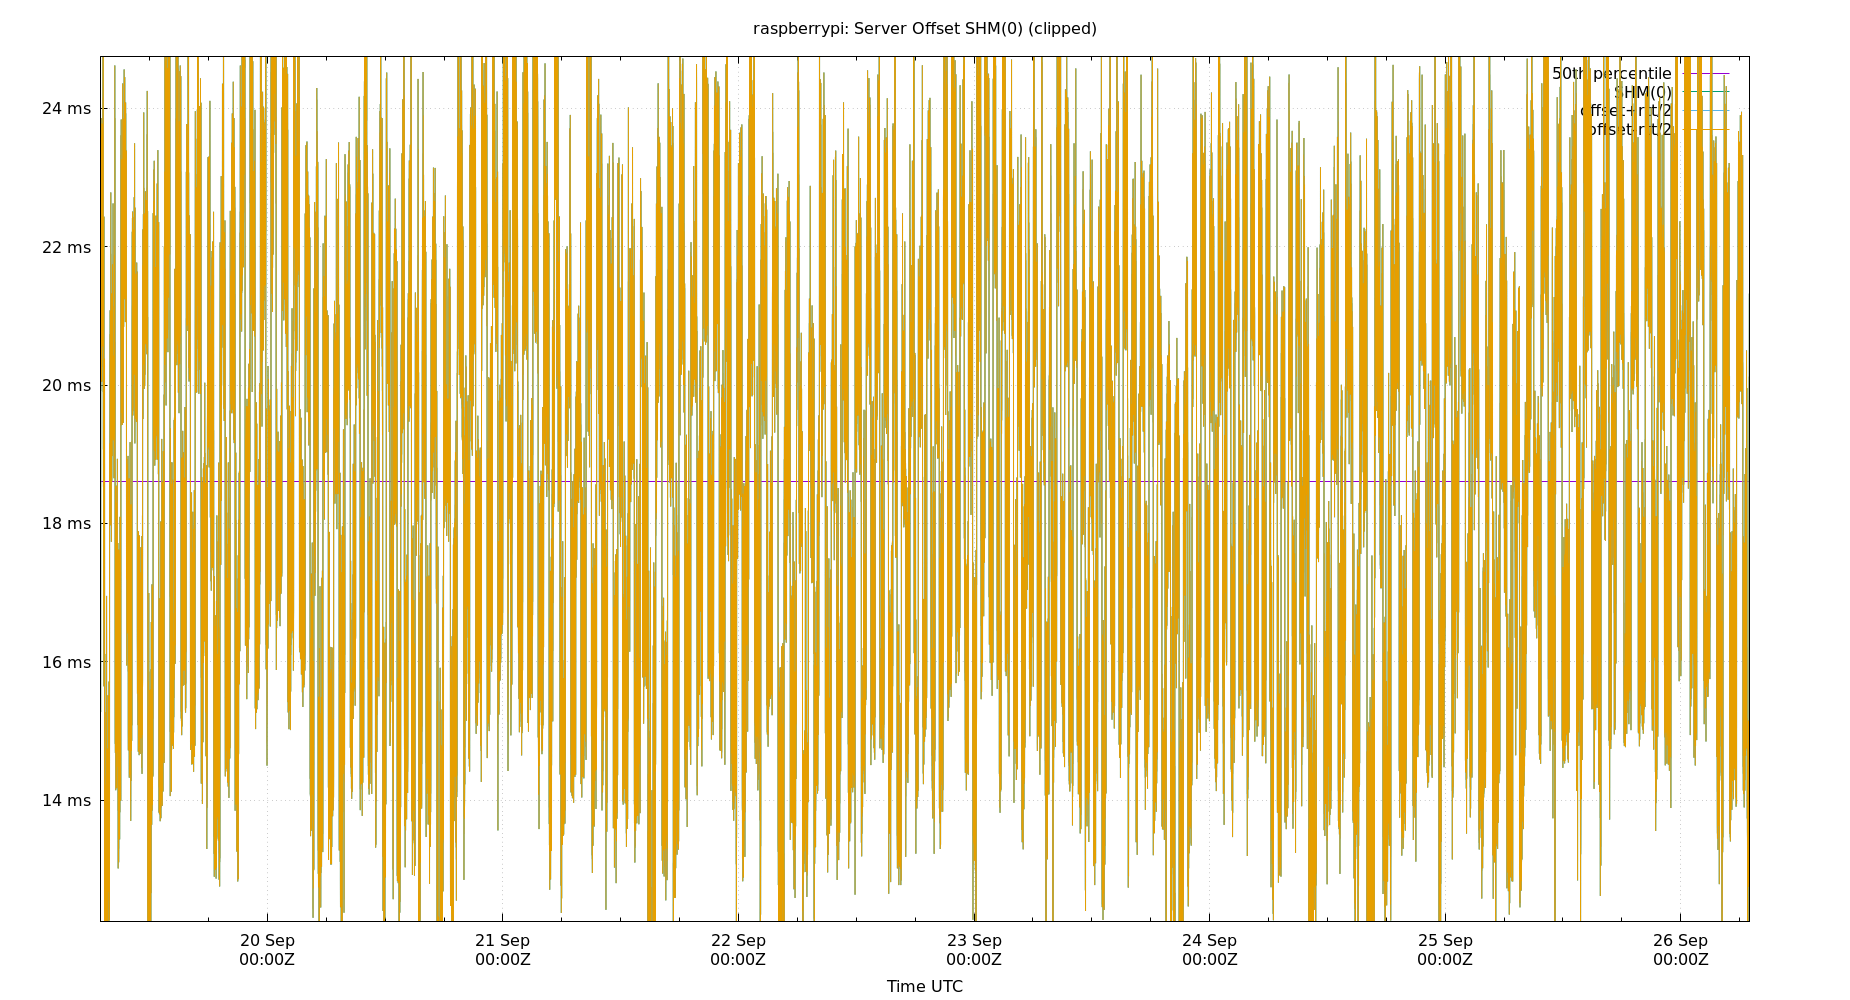 raspberrypi: Server Offset SHM(0) (clipped)
50th percentile
SHM(0)
offset+rtt/2
offset-rtt/2
24 ms
22 ms
20 ms
18 ms
16 ms
14 ms
20 Sep 21 Sep 22 Sep 23 Sep 24 Sep 25 Sep 26 Sep
00:00Z 00:00Z 00:00Z 00:00Z 00:00Z 00:00Z 00:00Z
Time UTC